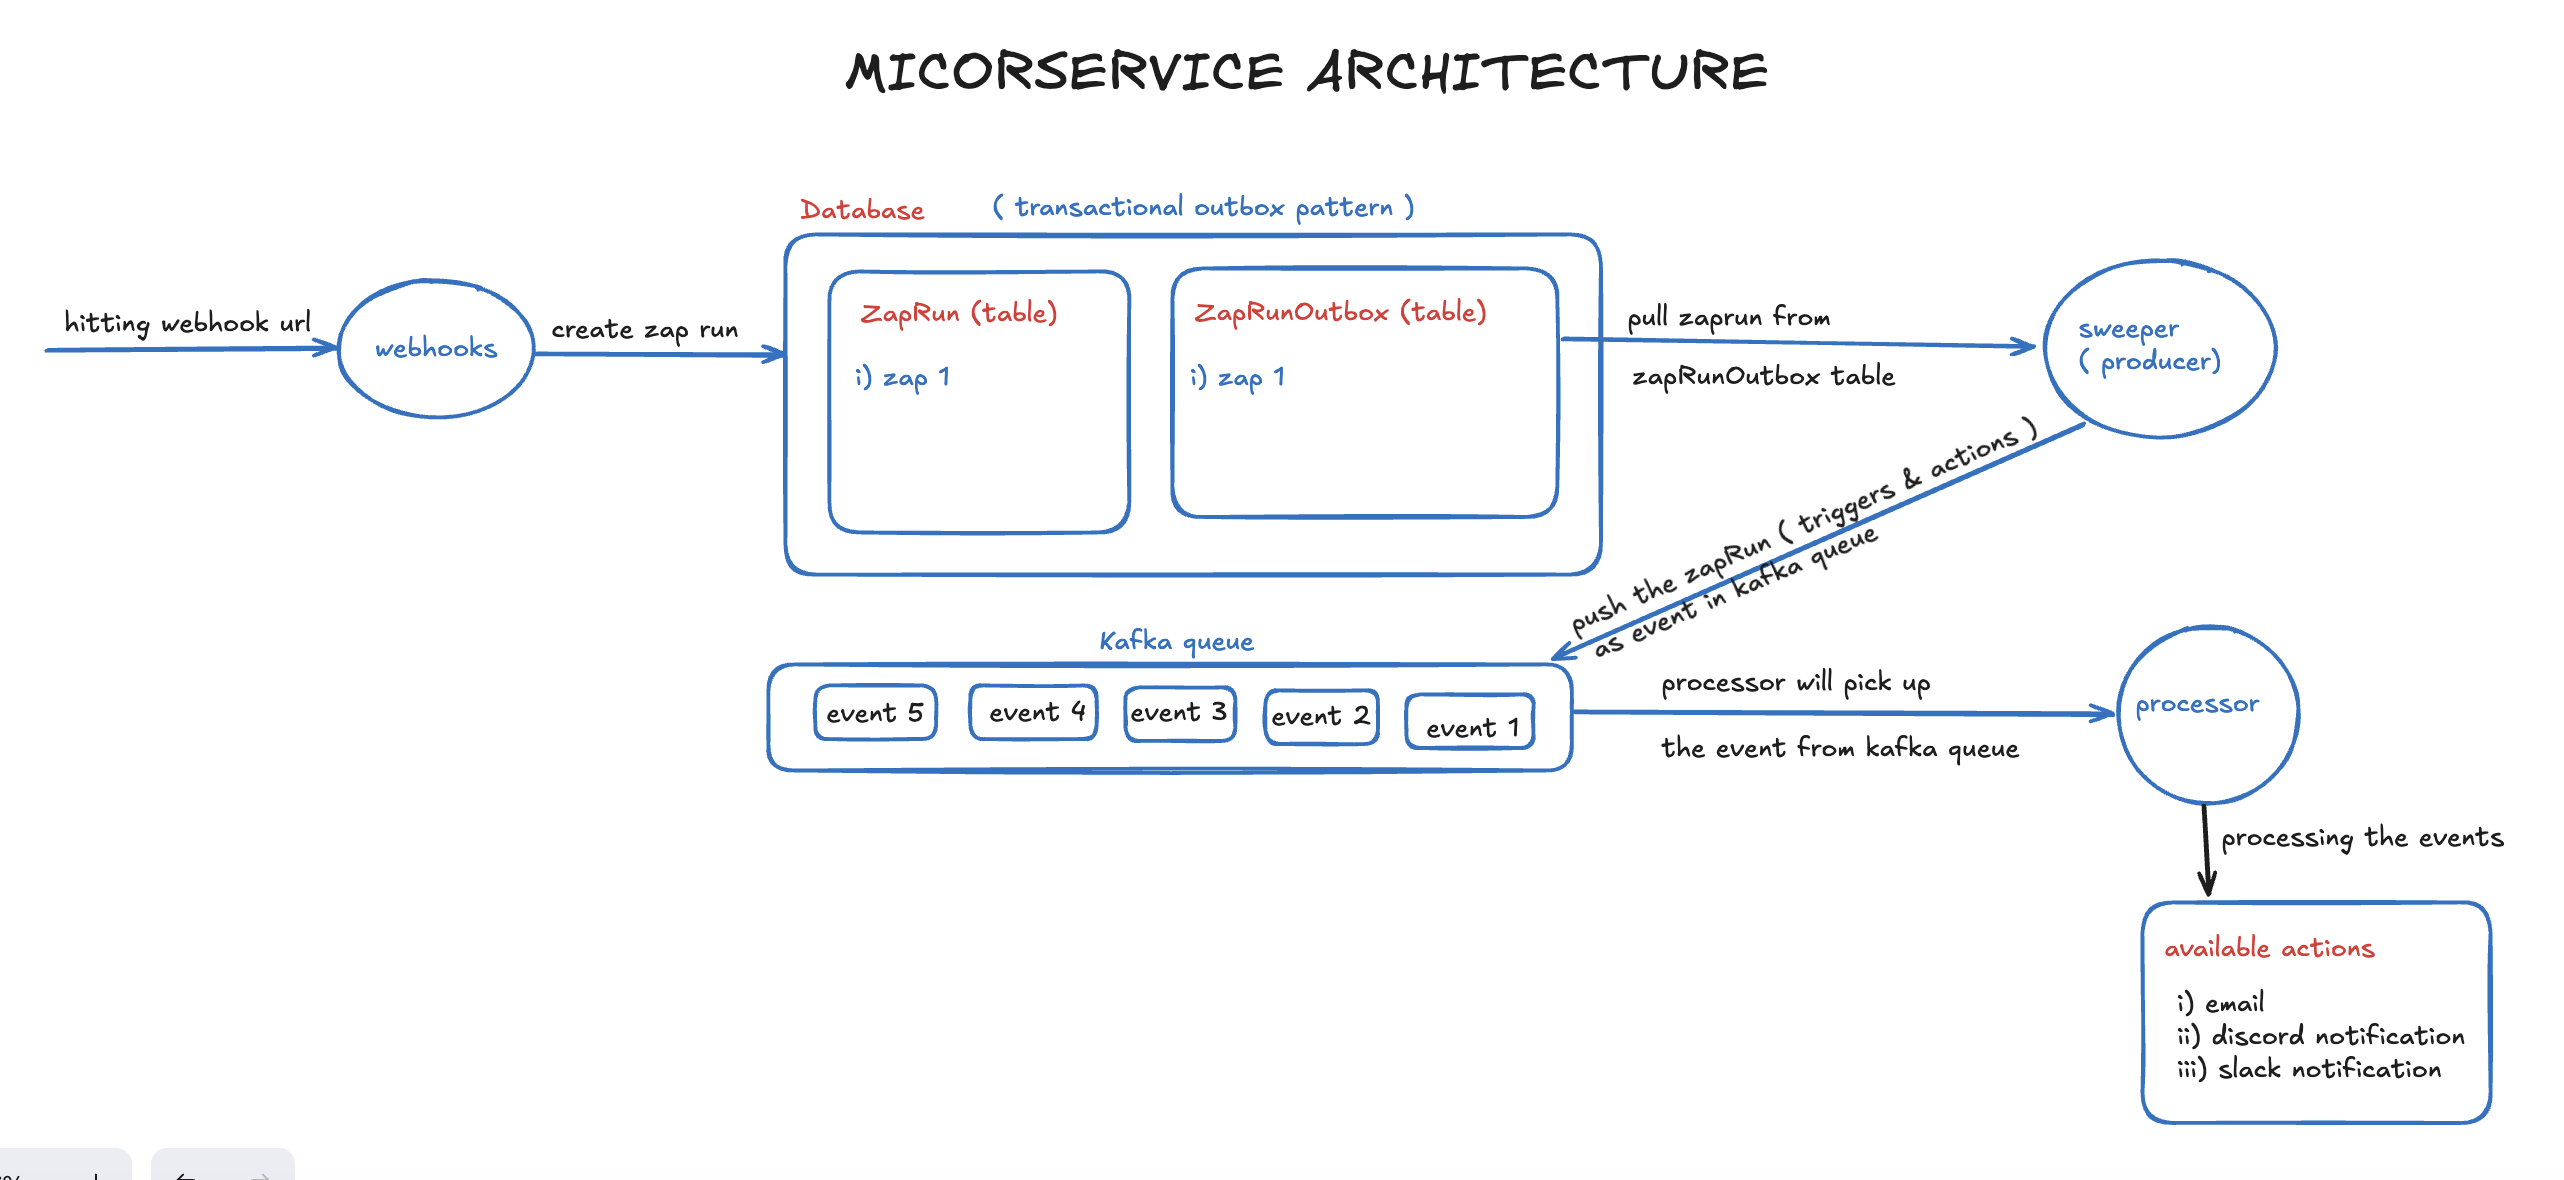 MICORSERVICE ARCHITECTURE
Database ( transactional outbox pattern )
hitting webhook url
webhooks
create zap run
ZapRun (table)
i) zap 1
ZapRunOutbox (table)
i) zap 1
pull zaprun from
zapRunOutbox table
sweeper
( producer)
push the zapRun ( triggers & actions )
as event in kafka queue
Kafka queue
event 5
event 4
event 3
event 2
event 1
processor will pick up
the event from kafka queue
processor
processing the events
available actions
i) email
ii) discord notification
iii) slack notification